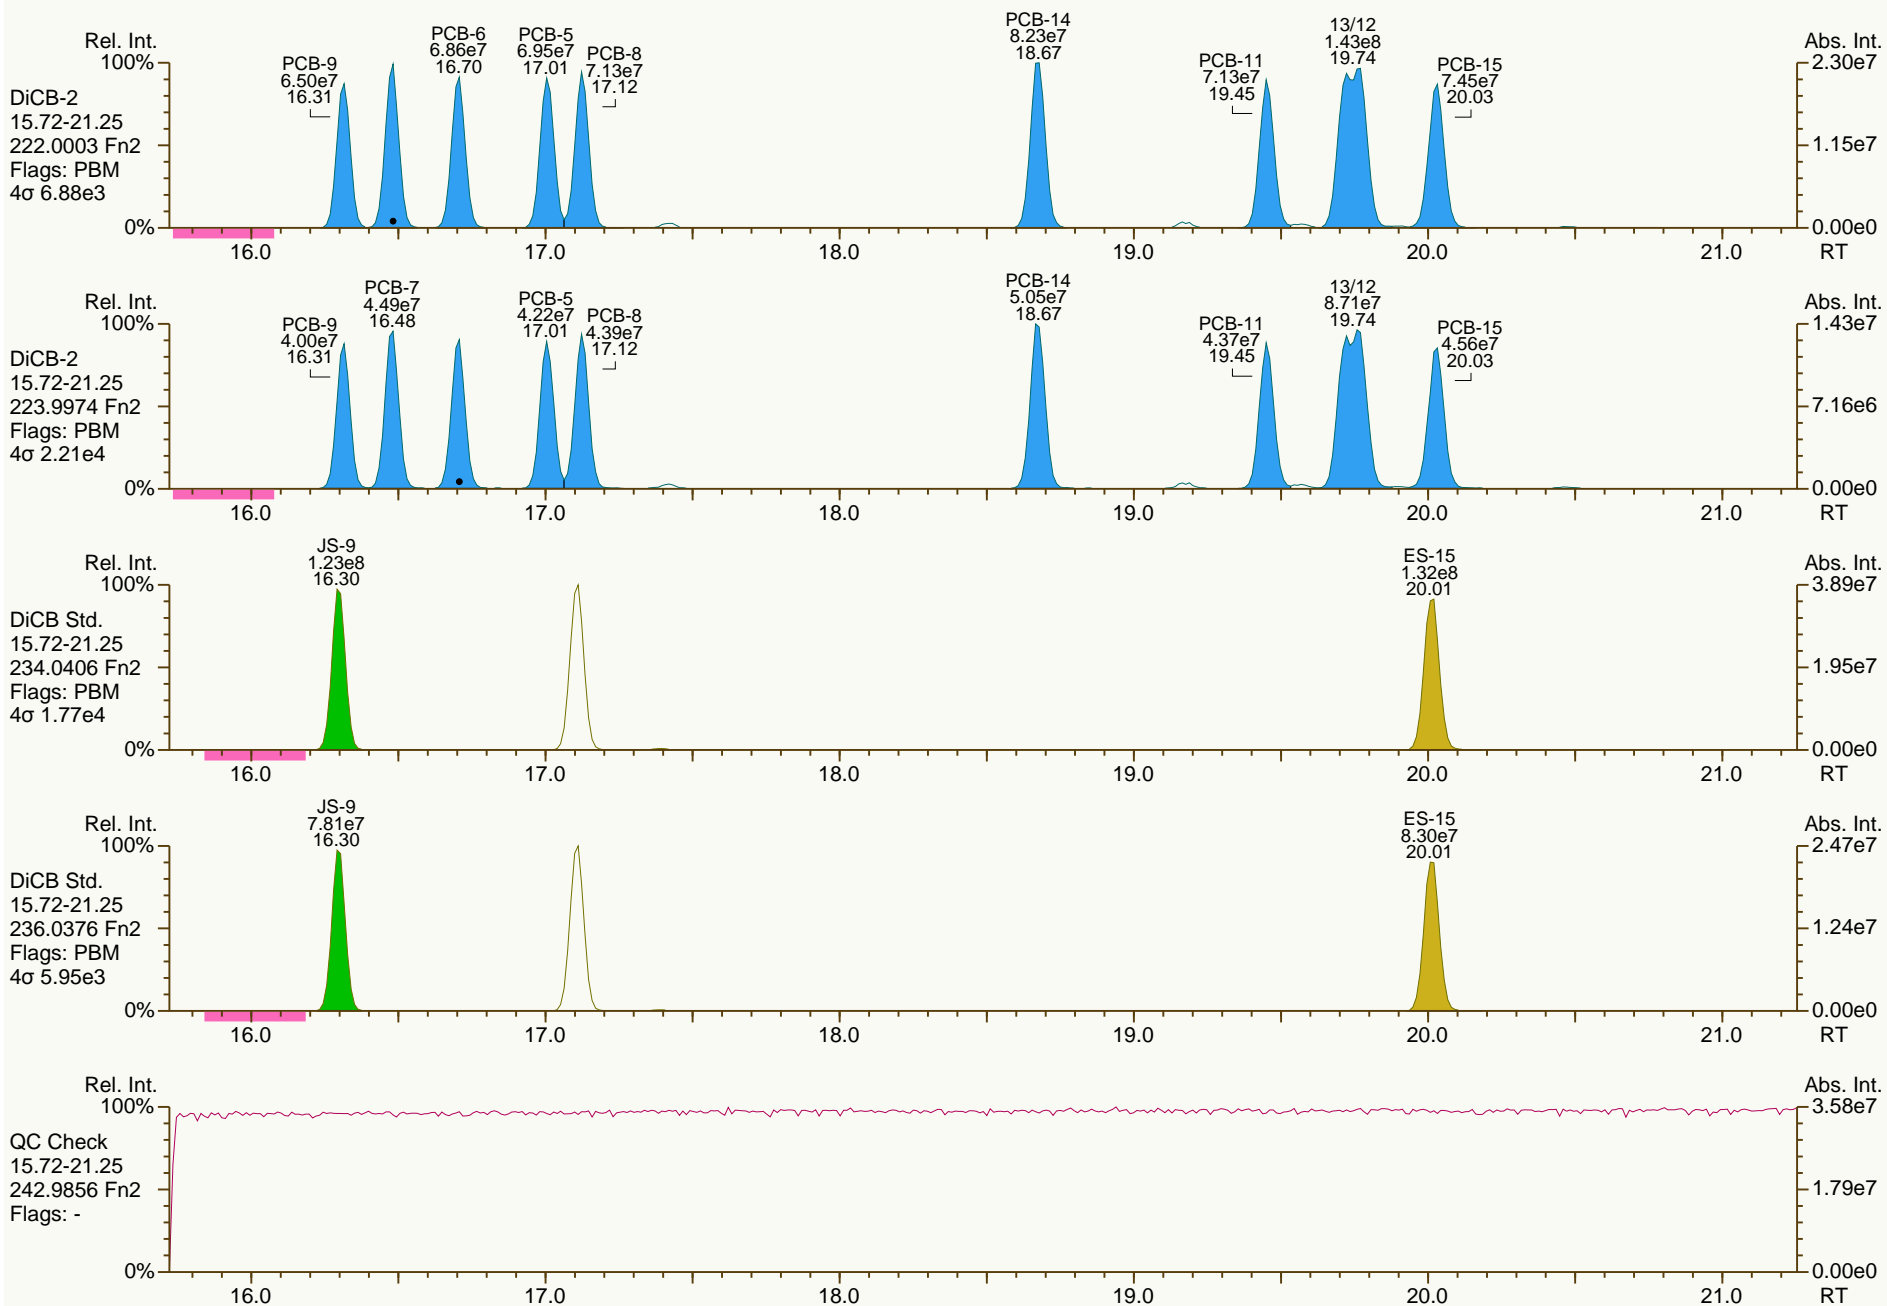 Rel. Int.
100%
0%
DiCB-2
15.72-21.25
222.0003 Fn2
Flags: PBM
4σ 6.88e3
PCB-9
6.50e7
16.31
PCB-6
6.86e7
16.70
PCB-5
6.95e7
17.01
PCB-8
7.13e7
17.12
PCB-14
8.23e7
18.67
PCB-11
7.13e7
19.45
13/12
1.43e8
19.74
PCB-15
7.45e7
20.03
Abs. Int.
2.30e7
1.15e7
0.00e0
16.0 17.0 18.0 19.0 20.0 21.0 RT
Rel. Int.
100%
0%
DiCB-2
15.72-21.25
223.9974 Fn2
Flags: PBM
4σ 2.21e4
PCB-9
4.00e7
16.31
PCB-7
4.49e7
16.48
PCB-5
4.22e7
17.01
PCB-8
4.39e7
17.12
PCB-14
5.05e7
18.67
PCB-11
4.37e7
19.45
13/12
8.71e7
19.74
PCB-15
4.56e7
20.03
Abs. Int.
1.43e7
7.16e6
0.00e0
16.0 17.0 18.0 19.0 20.0 21.0 RT
Rel. Int.
100%
0%
DiCB Std.
15.72-21.25
234.0406 Fn2
Flags: PBM
4σ 1.77e4
JS-9
1.23e8
16.30
ES-15
1.32e8
20.01
Abs. Int.
3.89e7
1.95e7
0.00e0
16.0 17.0 18.0 19.0 20.0 21.0 RT
Rel. Int.
100%
0%
DiCB Std.
15.72-21.25
236.0376 Fn2
Flags: PBM
4σ 5.95e3
JS-9
7.81e7
16.30
ES-15
8.30e7
20.01
Abs. Int.
2.47e7
1.24e7
0.00e0
16.0 17.0 18.0 19.0 20.0 21.0 RT
Rel. Int.
100%
0%
QC Check
15.72-21.25
242.9856 Fn2
Flags: -
Abs. Int.
3.58e7
1.79e7
0.00e0
16.0 17.0 18.0 19.0 20.0 21.0 RT